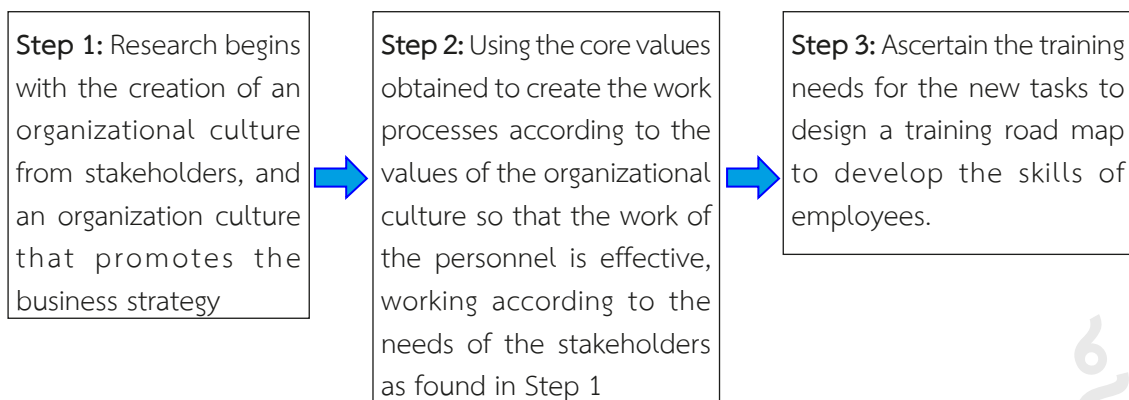 Step 1: Research begins
with the creation of an
organizational culture
from stakeholders, and
an organization culture
that promotes the
business strategy
Step 2: Using the core values
obtained to create the work
processes according to the
values of the organizational
culture so that the work of
the personnel is effective,
working according to the
needs of the stakeholders
as found in Step 1
Step 3: Ascertain the training
needs for the new tasks to
design a training road map
to develop the skills of
employees.